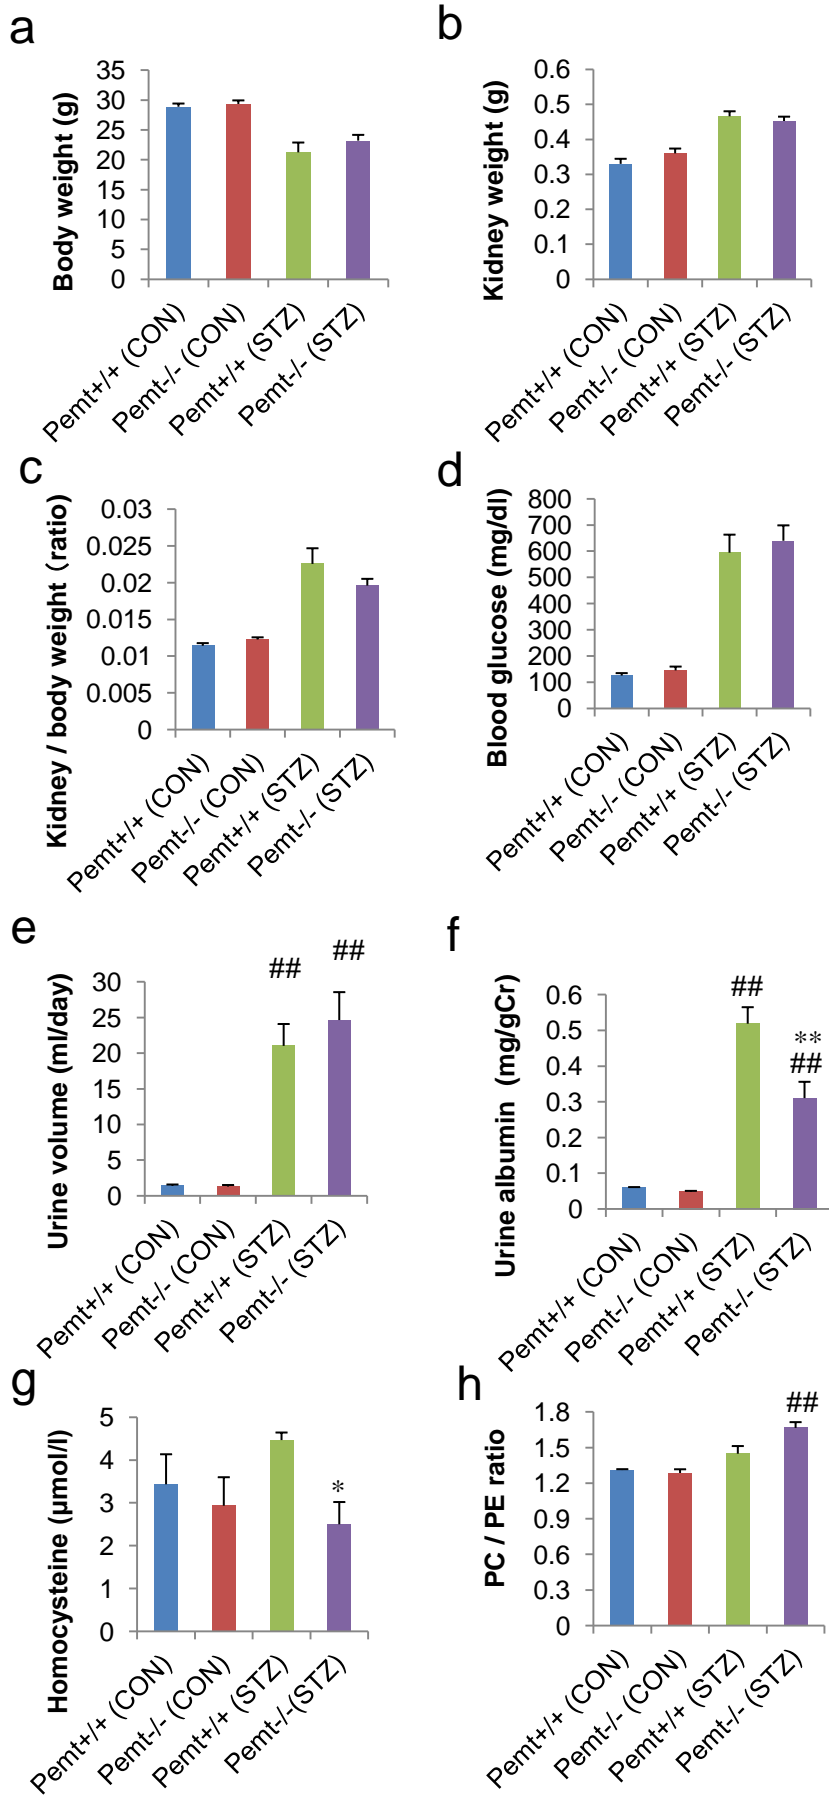 a
Body weight (g)
35
30
25
20
15
10
5
0
Pemt+/+ (CON)
Pemt-/- (CON)
Pemt+/+ (STZ)
Pemt-/- (STZ)
b
Kidney weight (g)
0.6
0.5
0.4
0.3
0.2
0.1
0
Pemt+/+ (CON)
Pemt-/- (CON)
Pemt+/+ (STZ)
Pemt-/- (STZ)
c
Kidney / body weight (ratio)
0.03
0.025
0.02
0.015
0.01
0.005
0
Pemt+/+ (CON)
Pemt-/- (CON)
Pemt+/+ (STZ)
Pemt-/- (STZ)
d
Blood glucose (mg/dl)
800
700
600
500
400
300
200
100
0
Pemt+/+ (CON)
Pemt-/- (CON)
Pemt+/+ (STZ)
Pemt-/- (STZ)
e
Urine volume (ml/day)
30
25
20
15
10
5
0
##
##
Pemt+/+ (CON)
Pemt-/- (CON)
Pemt+/+ (STZ)
Pemt-/- (STZ)
f
Urine albumin (mg/gCr)
0.6
0.5
0.4
0.3
0.2
0.1
0
##
**
##
Pemt+/+ (CON)
Pemt-/- (CON)
Pemt+/+ (STZ)
Pemt-/- (STZ)
g
Homocysteine (µmol/l)
5
4
3
2
1
0
*
Pemt+/+ (CON)
Pemt-/- (CON)
Pemt+/+ (STZ)
Pemt-/-(STZ)
h
PC / PE ratio
1.8
1.5
1.2
0.9
0.6
0.3
0
##
Pemt+/+ (CON)
Pemt-/- (CON)
Pemt+/+ (STZ)
Pemt-/- (STZ)